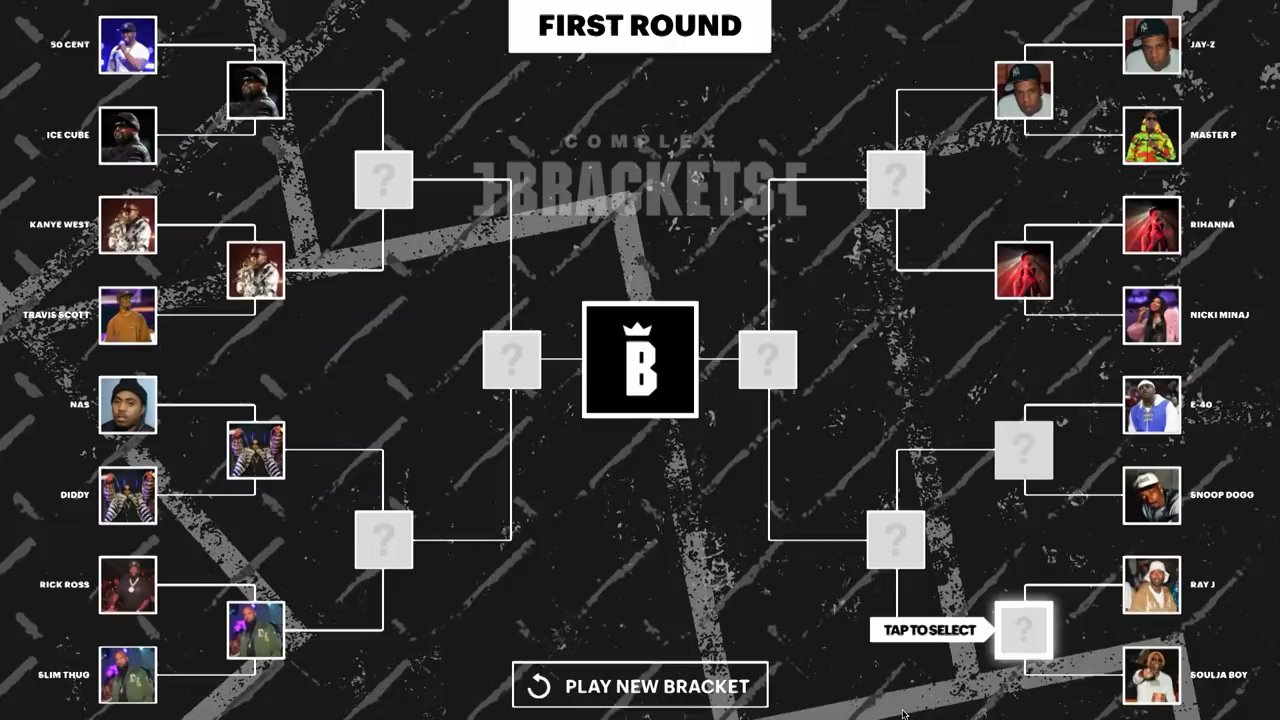 FIRST ROUND
COMPLEX
BRACKETS
50 CENT
ICE CUBE
KANYE WEST
TRAVIS SCOTT
NAS
DIDDY
RICK ROSS
SLIM THUG
?
?
?
B
?
?
?
?
?
TAP TO SELECT
JAY-Z
MASTER P
RIHANNA
NICKI MINAJ
E-40
SNOOP DOGG
RAY J
SOULJA BOY
PLAY NEW BRACKET